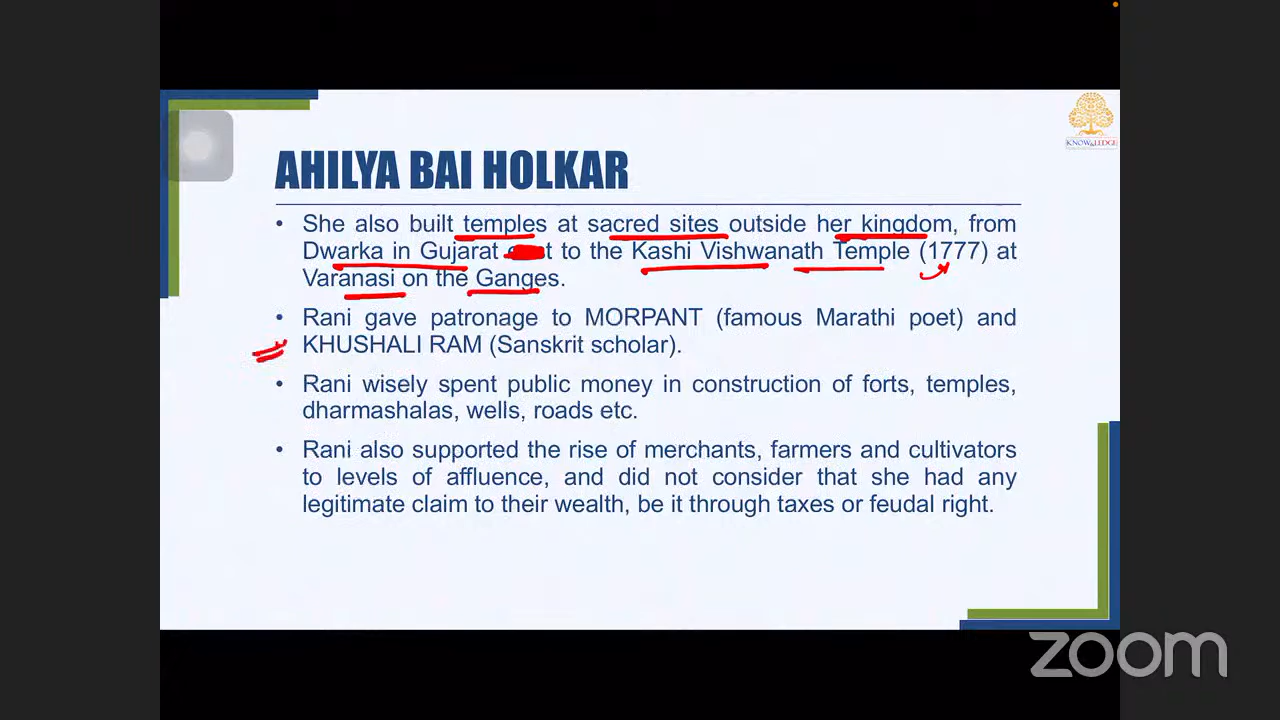 KNOWLEDGE
AHILYA BAI HOLKAR
• She also built temples at sacred sites outside her kingdom, from
Dwarka in Gujarat to the Kashi Vishwanath Temple (1777) at
Varanasi on the Ganges.
• Rani gave patronage to MORPANT (famous Marathi poet) and
KHUSHALI RAM (Sanskrit scholar).
• Rani wisely spent public money in construction of forts, temples,
dharmashalas, wells, roads etc.
• Rani also supported the rise of merchants, farmers and cultivators
to levels of affluence, and did not consider that she had any
legitimate claim to their wealth, be it through taxes or feudal right.
zoom